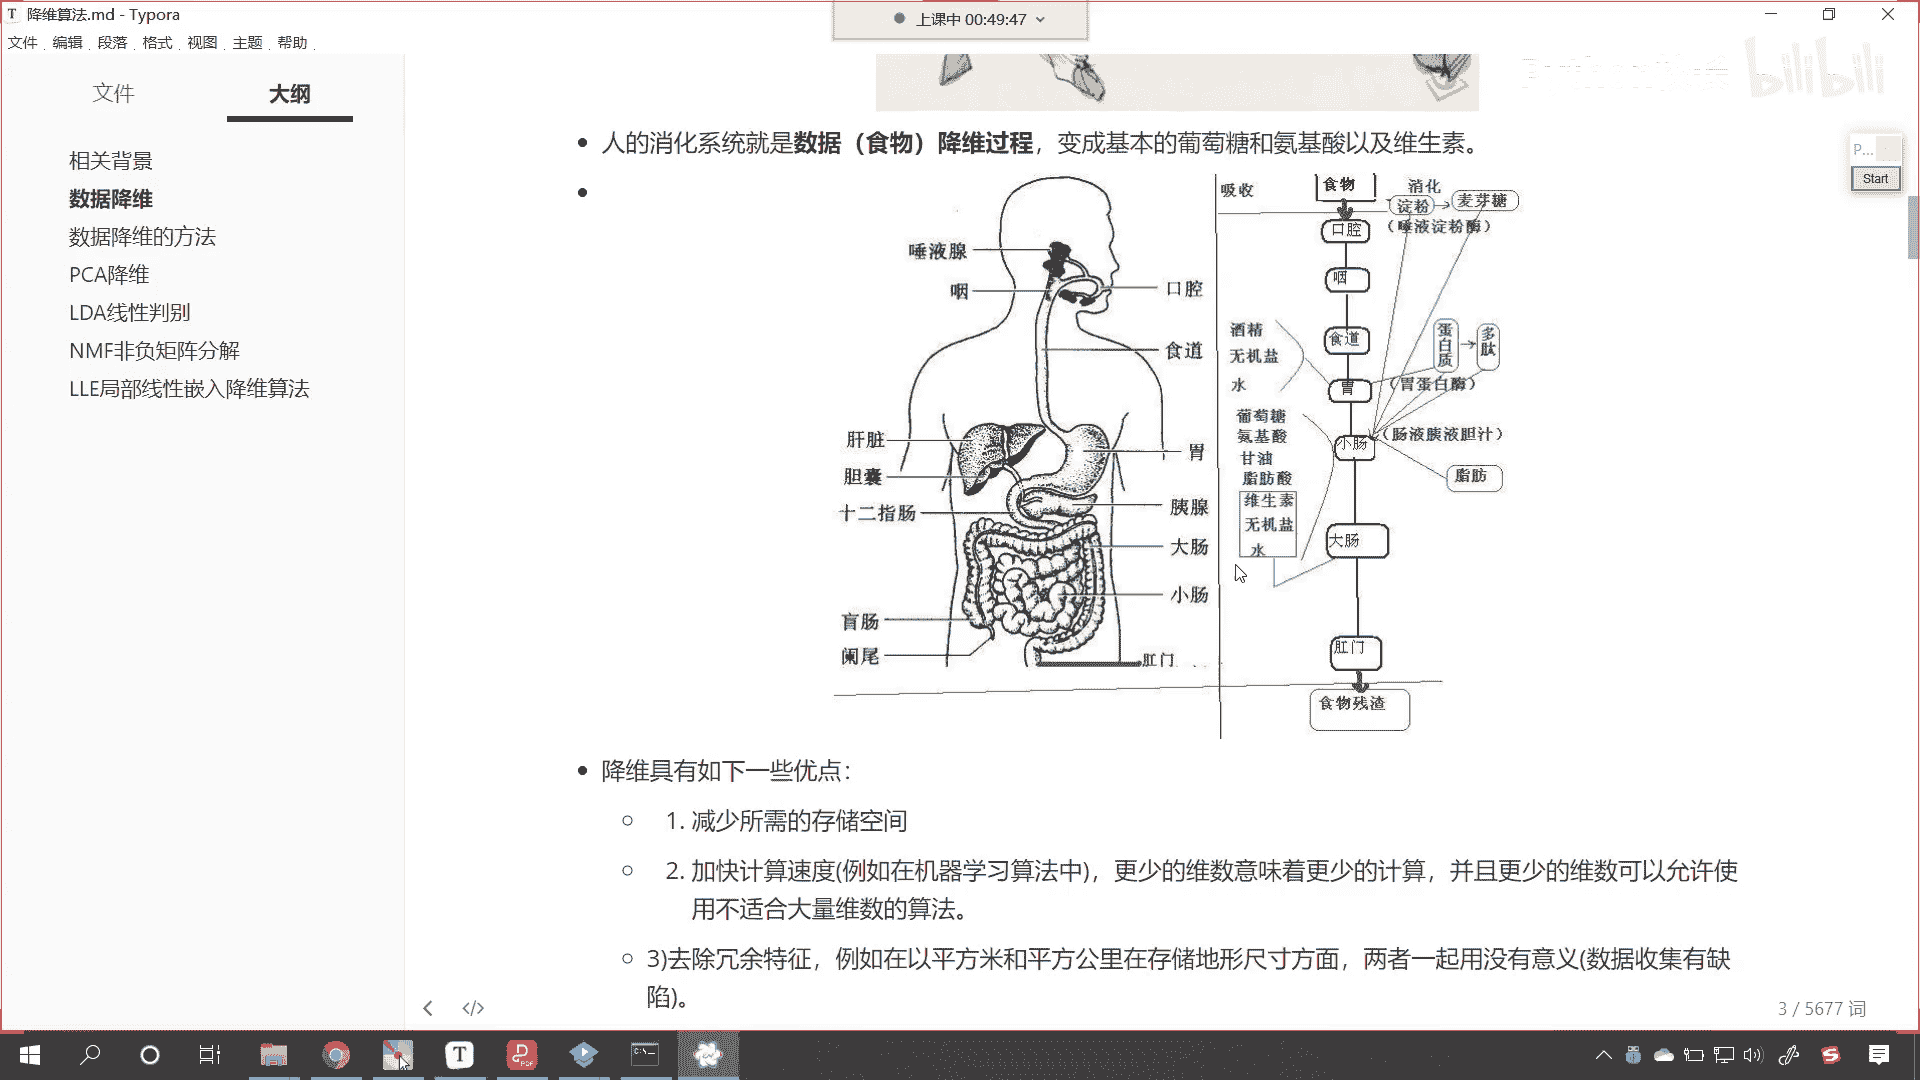 降维算法.md - Typora
上课中 00:49:47
文件 编辑 段落 格式 视图 主题 帮助
文件
大纲
相关背景
数据降维
数据降维的方法
PCA降维
LDA线性判别
NMF非负矩阵分解
LLE局部线性嵌入降维算法
bilibili
P...
Start
人的消化系统就是数据（食物）降维过程，变成基本的葡萄糖和氨基酸以及维生素。
唾液腺
咽
口腔
食道
肝脏
胆囊
十二指肠
胃
胰腺
大肠
小肠
盲肠
阑尾
肛门
吸收
食物
消化
淀粉
麦芽糖
口腔
（唾液淀粉酶）
咽
酒精
无机盐
水
食道
蛋白质
多肽
胃
（胃蛋白酶）
葡萄糖
氨基酸
甘油
脂肪酸
维生素
无机盐
水
小肠
（肠液胰液胆汁）
脂肪
大肠
肛门
食物残渣
降维具有如下一些优点：
1. 减少所需的存储空间
2. 加快计算速度(例如在机器学习算法中)，更少的维数意味着更少的计算，并且更少的维数可以允许使
用不适合大量维数的算法。
3)去除冗余特征，例如在以平方米和平方公里在存储地形尺寸方面，两者一起用没有意义(数据收集有缺
陷)。
3 / 5677 词